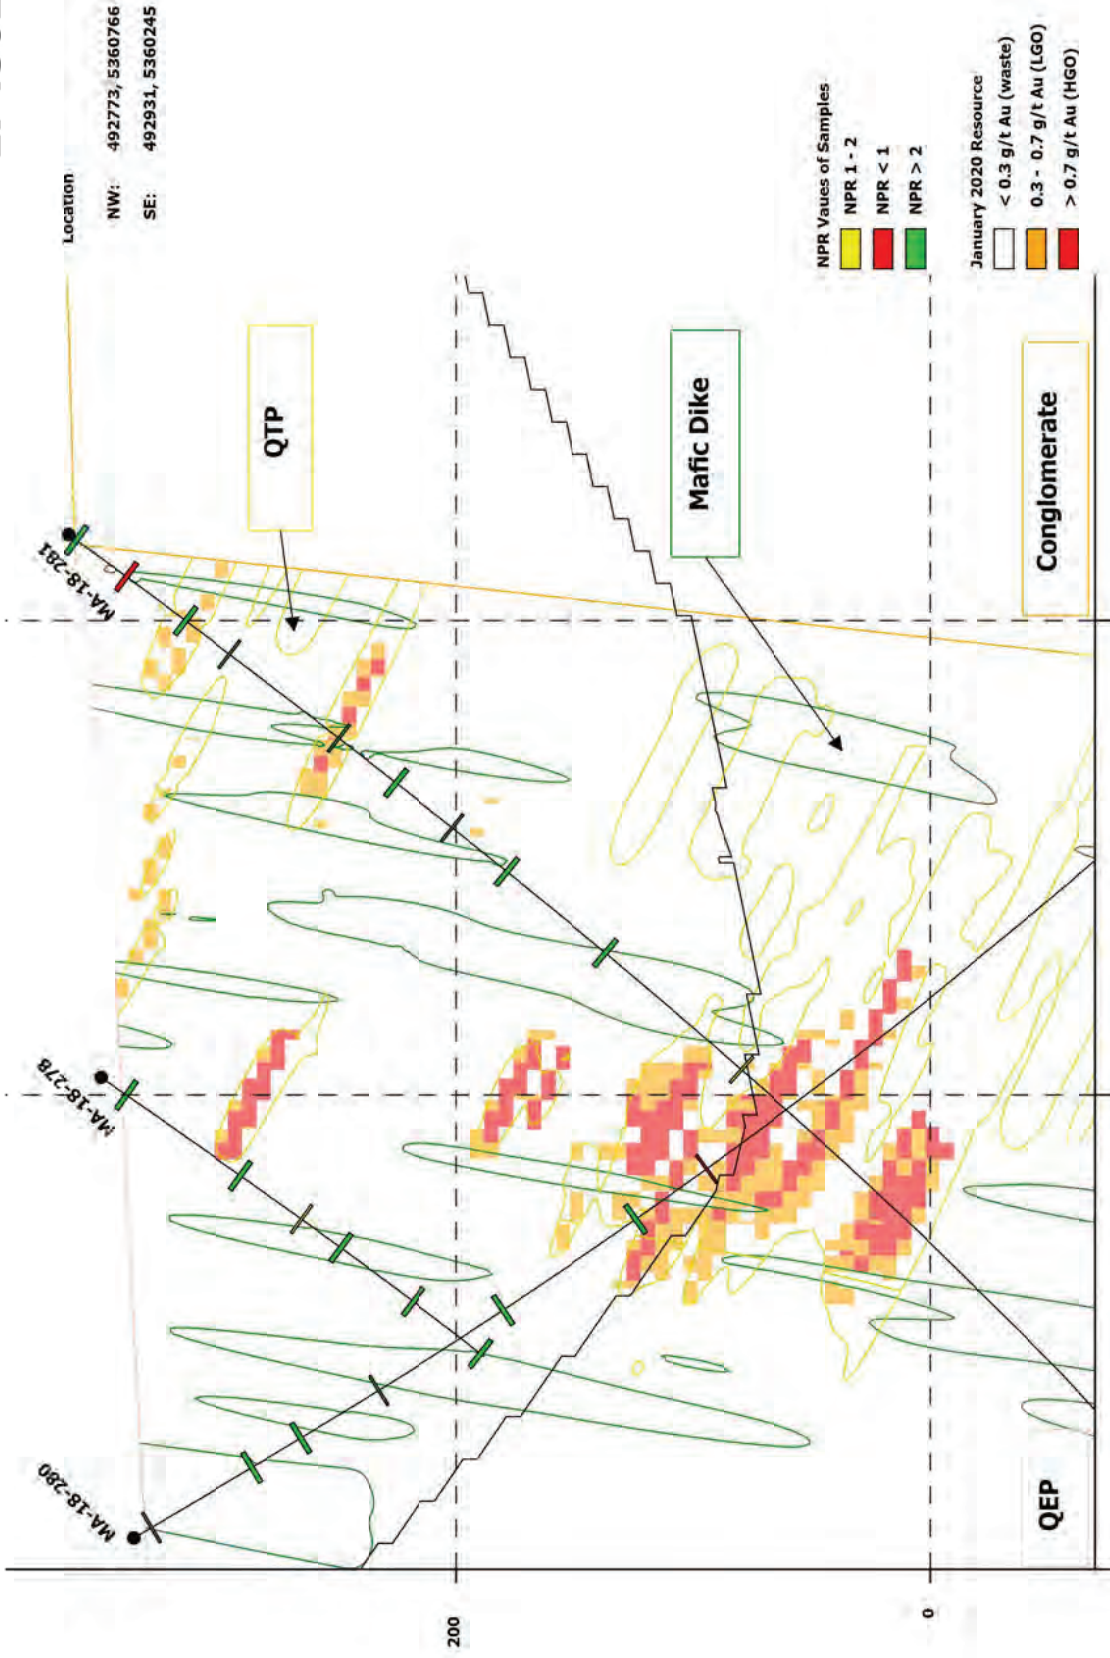 Location
NW: 492773, 5360766
SE: 492931, 5360245
MA-18-280
MA-18-278
MA-18-281
QTP
Mafic Dike
Conglomerate
QEP
200
0
NPR Vaues of Samples
NPR 1 - 2
NPR < 1
NPR > 2
January 2020 Resource
< 0.3 g/t Au (waste)
0.3 - 0.7 g/t Au (LGO)
> 0.7 g/t Au (HGO)